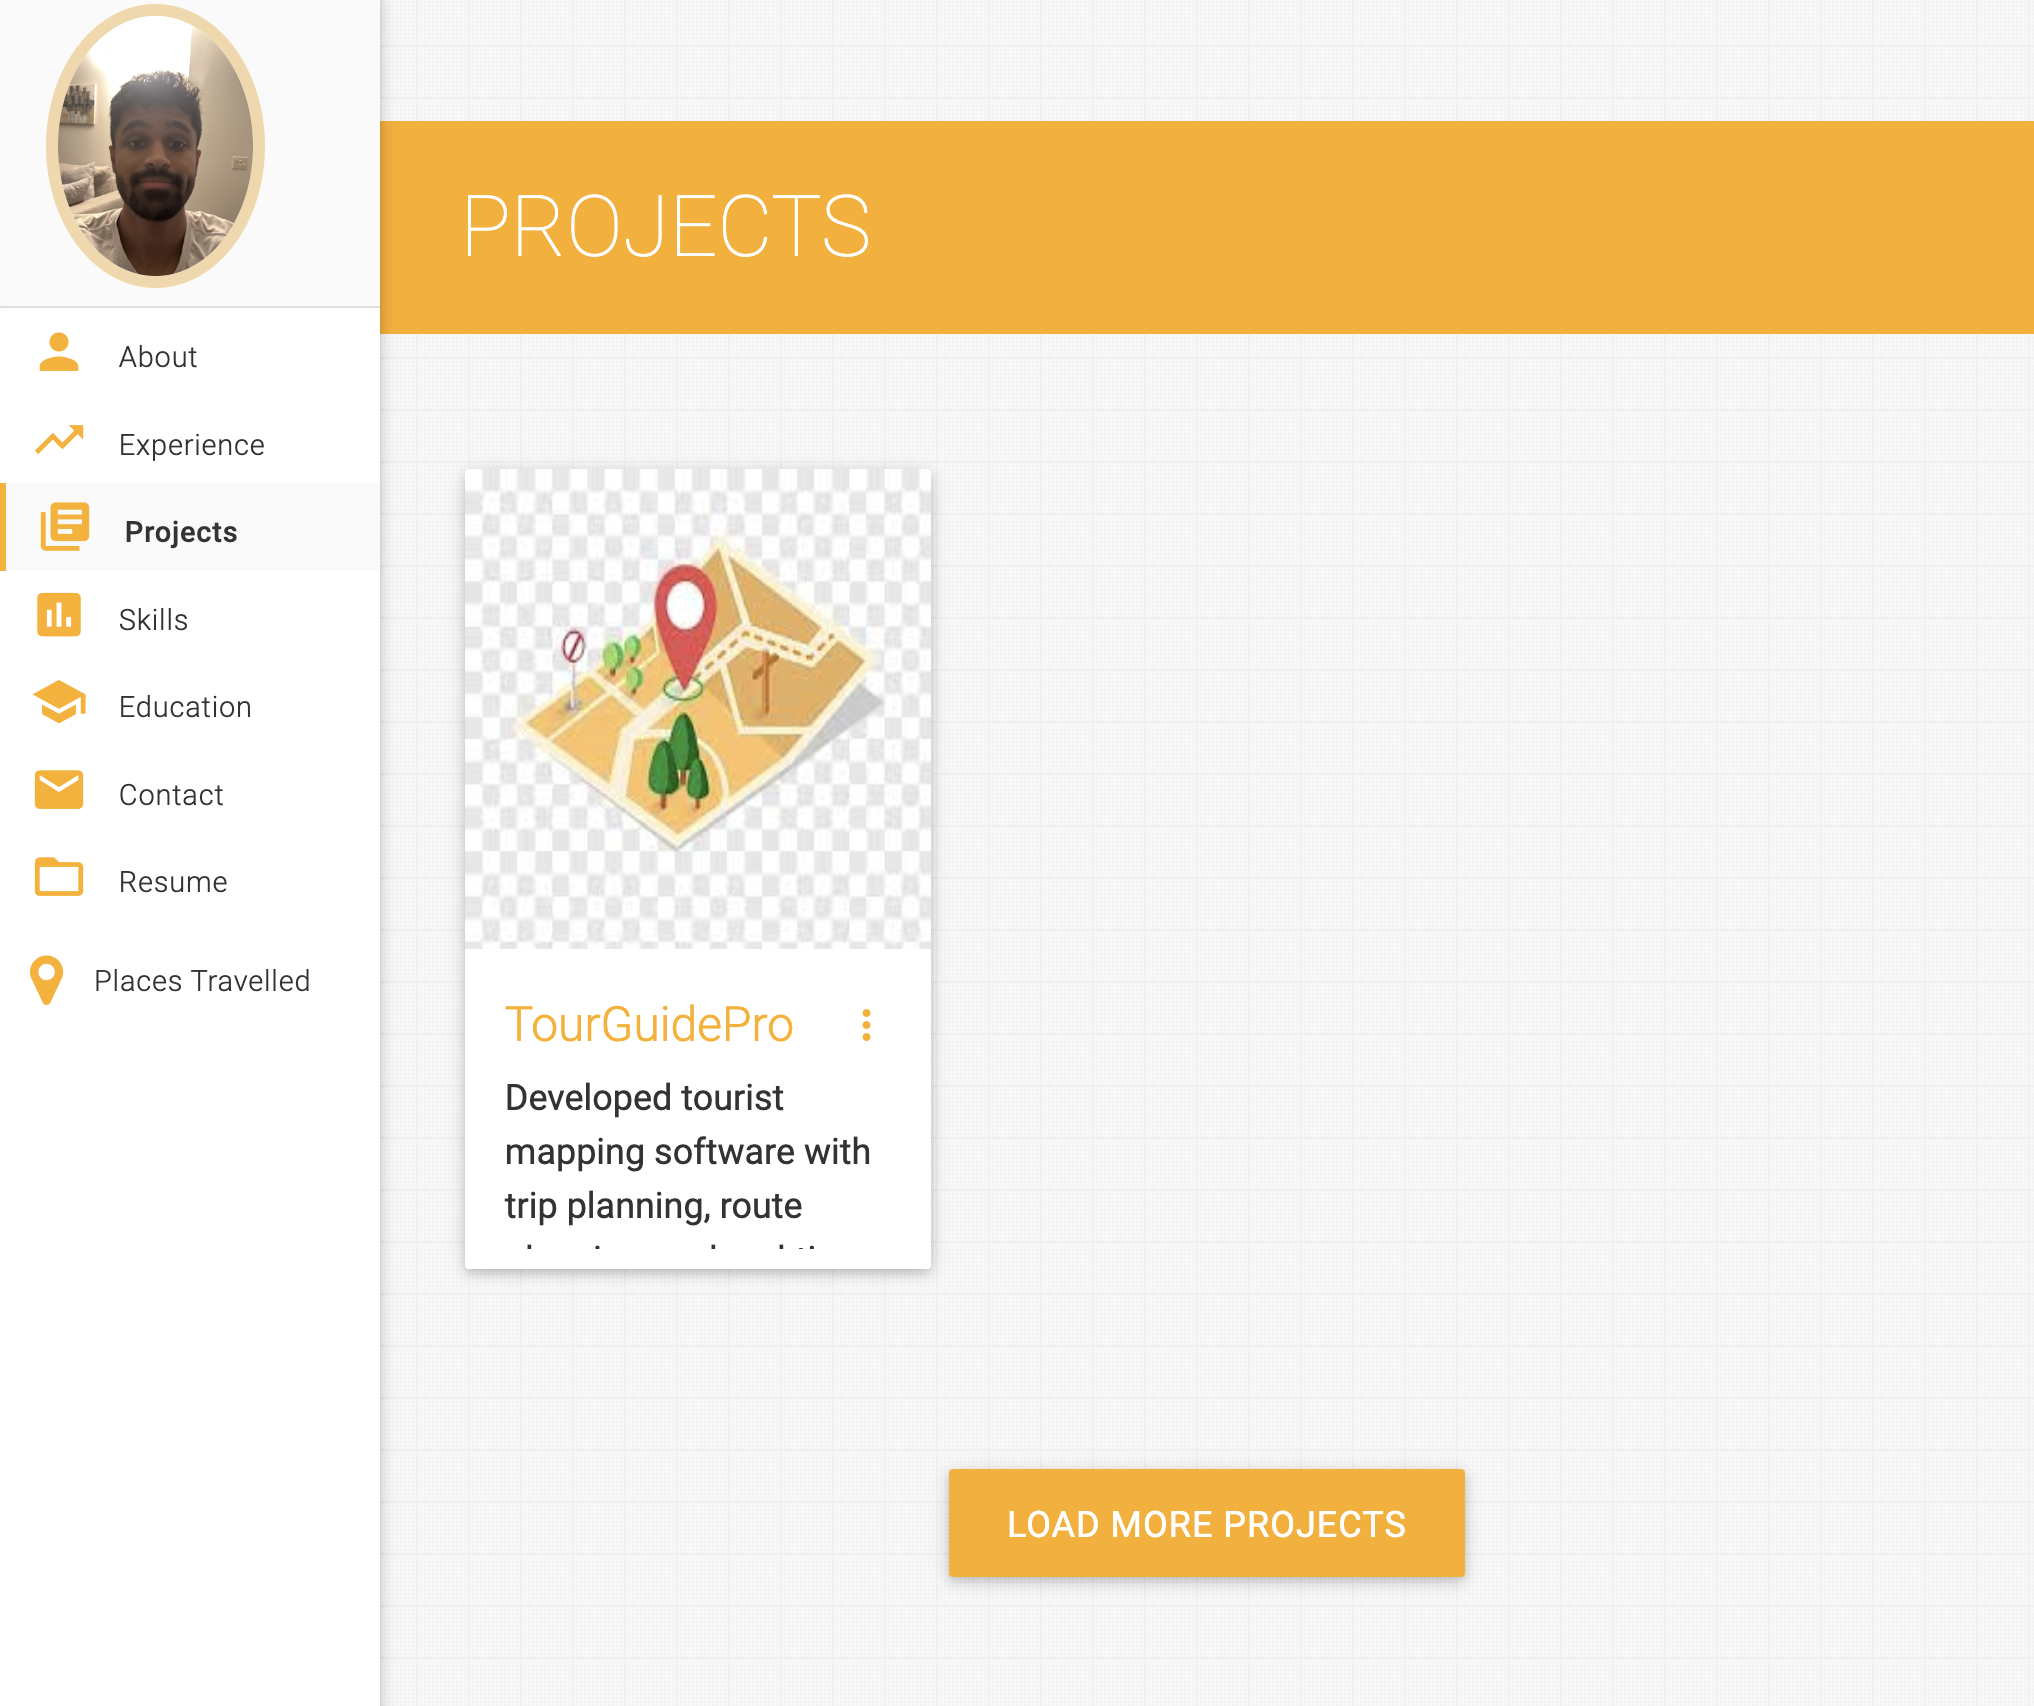 About
Experience
Projects
Skills
Education
Contact
Resume
Places Travelled
PROJECTS
TourGuidePro
Developed tourist
mapping software with
trip planning, route
LOAD MORE PROJECTS